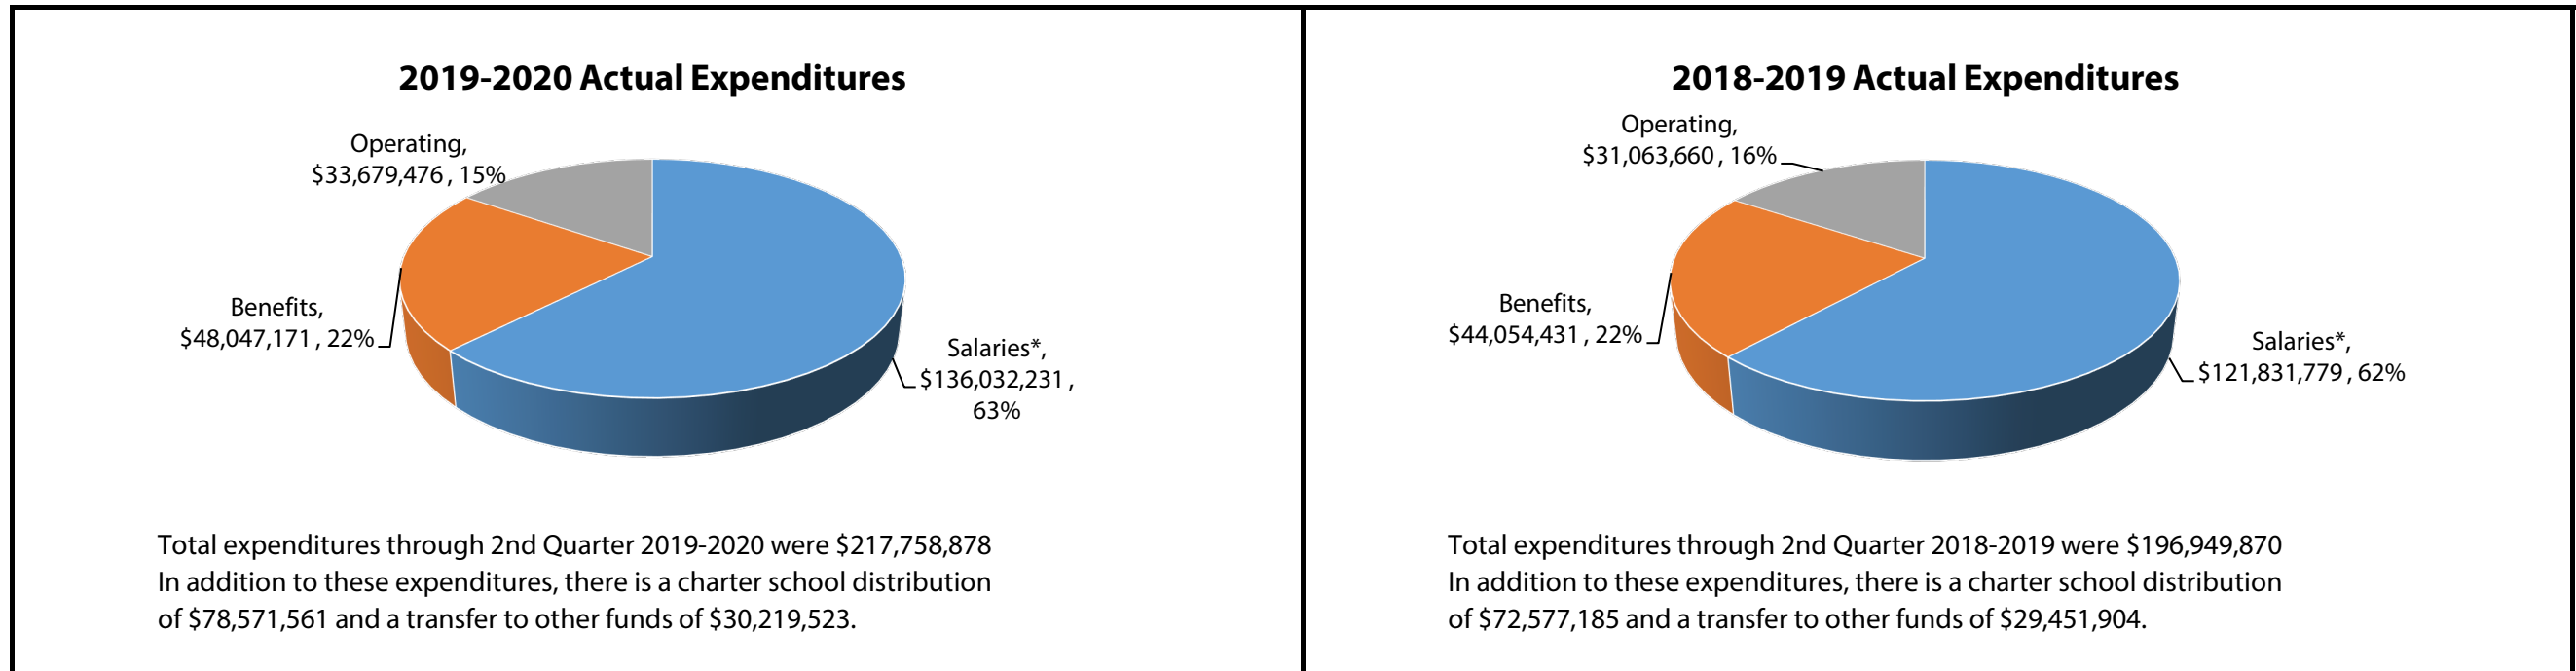 2019-2020 Actual Expenditures
Operating,
$33,679,476 , 15%
Benefits,
$48,047,171 , 22%
Salaries*,
$136,032,231 ,
63%
Total expenditures through 2nd Quarter 2019-2020 were $217,758,878
In addition to these expenditures, there is a charter school distribution
of $78,571,561 and a transfer to other funds of $30,219,523.
2018-2019 Actual Expenditures
Operating,
$31,063,660 , 16%
Benefits,
$44,054,431 , 22%
Salaries*,
$121,831,779 , 62%
Total expenditures through 2nd Quarter 2018-2019 were $196,949,870
In addition to these expenditures, there is a charter school distribution
of $72,577,185 and a transfer to other funds of $29,451,904.